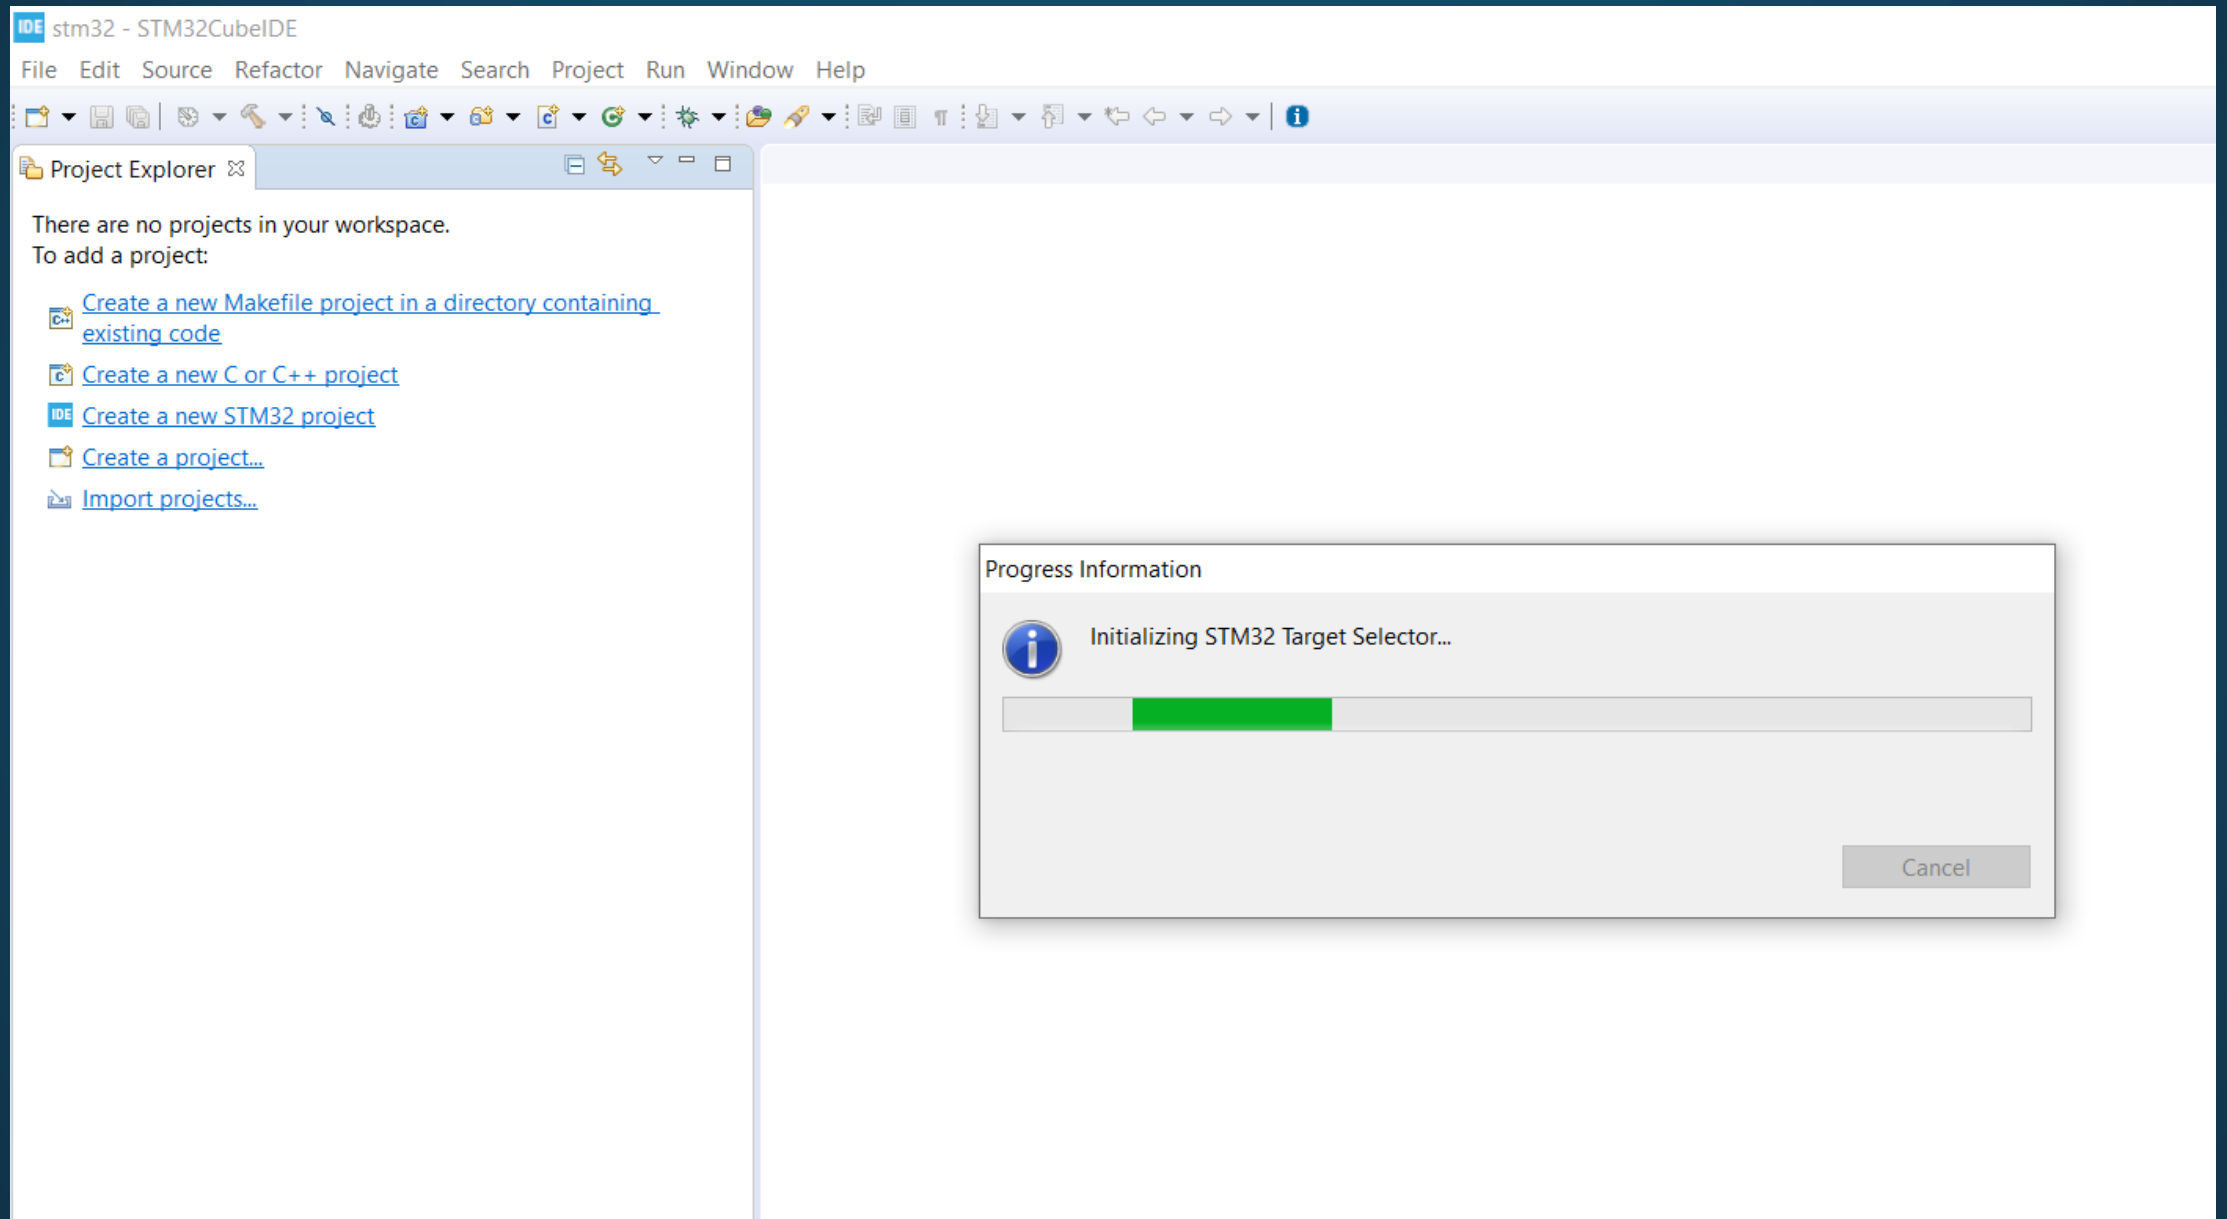 IDE stm32 - STM32CubeIDE
File Edit Source Refactor Navigate Search Project Run Window Help
Project Explorer
There are no projects in your workspace.
To add a project:
Create a new Makefile project in a directory containing
existing code
Create a new C or C++ project
IDE Create a new STM32 project
Create a project...
Import projects...
Progress Information
Initializing STM32 Target Selector...
Cancel